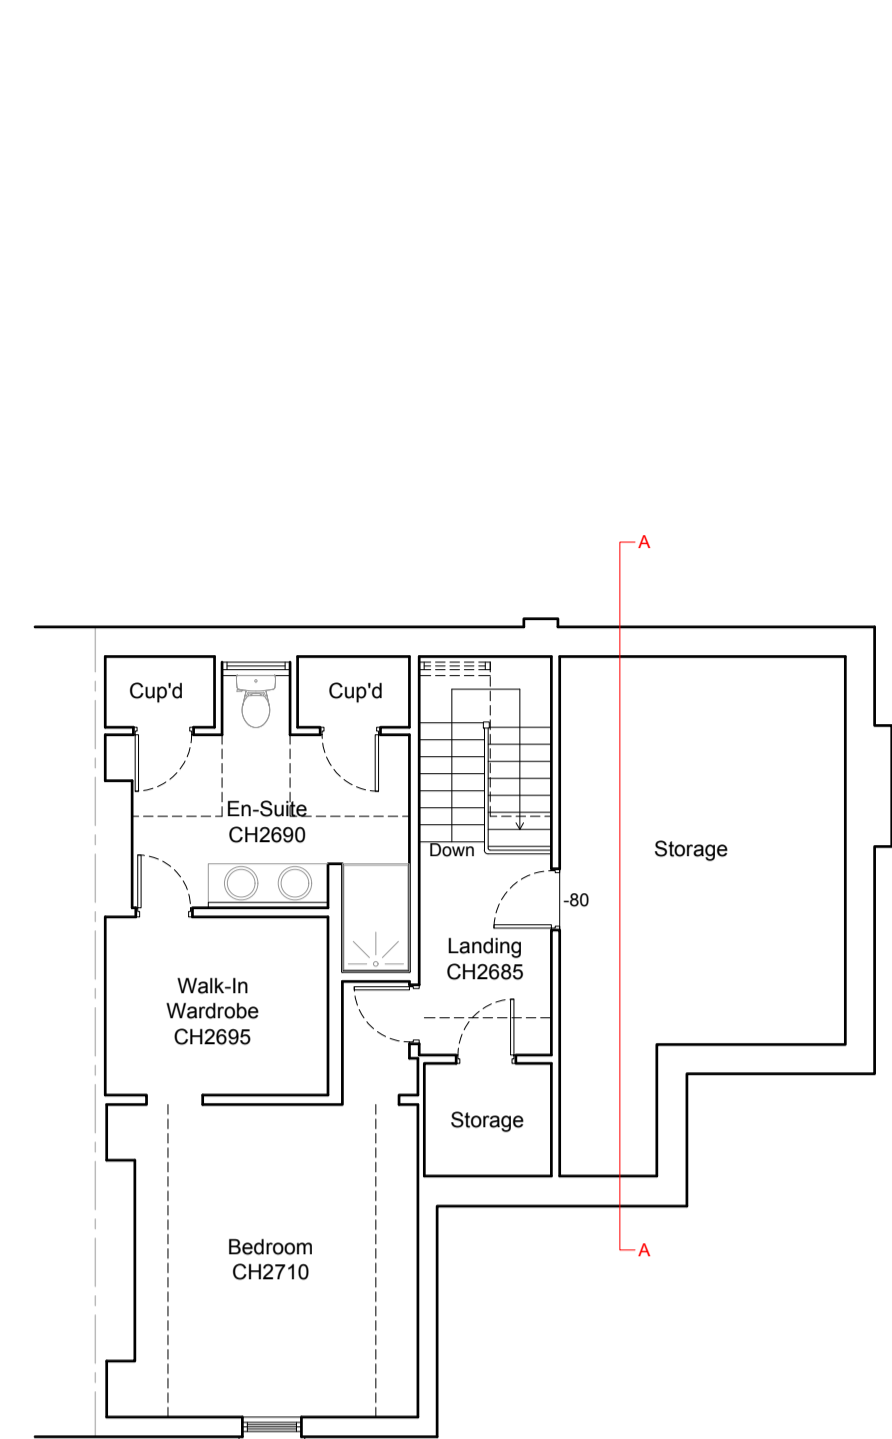 A
Cup'd
Cup'd
En-Suite
CH2690
Down
Storage
-80
Landing
CH2685
Walk-In
Wardrobe
CH2695
Storage
Bedroom
CH2710
A